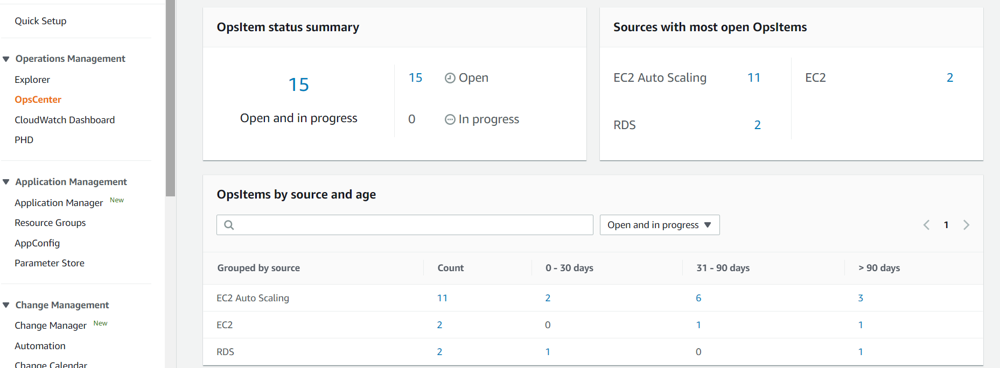 Quick Setup
Operations Management
Explorer
OpsCenter
CloudWatch Dashboard
PHD
Application Management
Application Manager New
Resource Groups
AppConfig
Parameter Store
Change Management
Change Manager New
Automation
Change Calendar
OpsItem status summary
15
Open and in progress
15 Open
0 In progress
Sources with most open OpsItems
EC2 Auto Scaling 11
EC2 2
RDS 2
OpsItems by source and age
Open and in progress
1
Grouped by source Count 0 - 30 days 31 - 90 days > 90 days
EC2 Auto Scaling 11 2 6 3
EC2 2 0 1 1
RDS 2 1 0 1